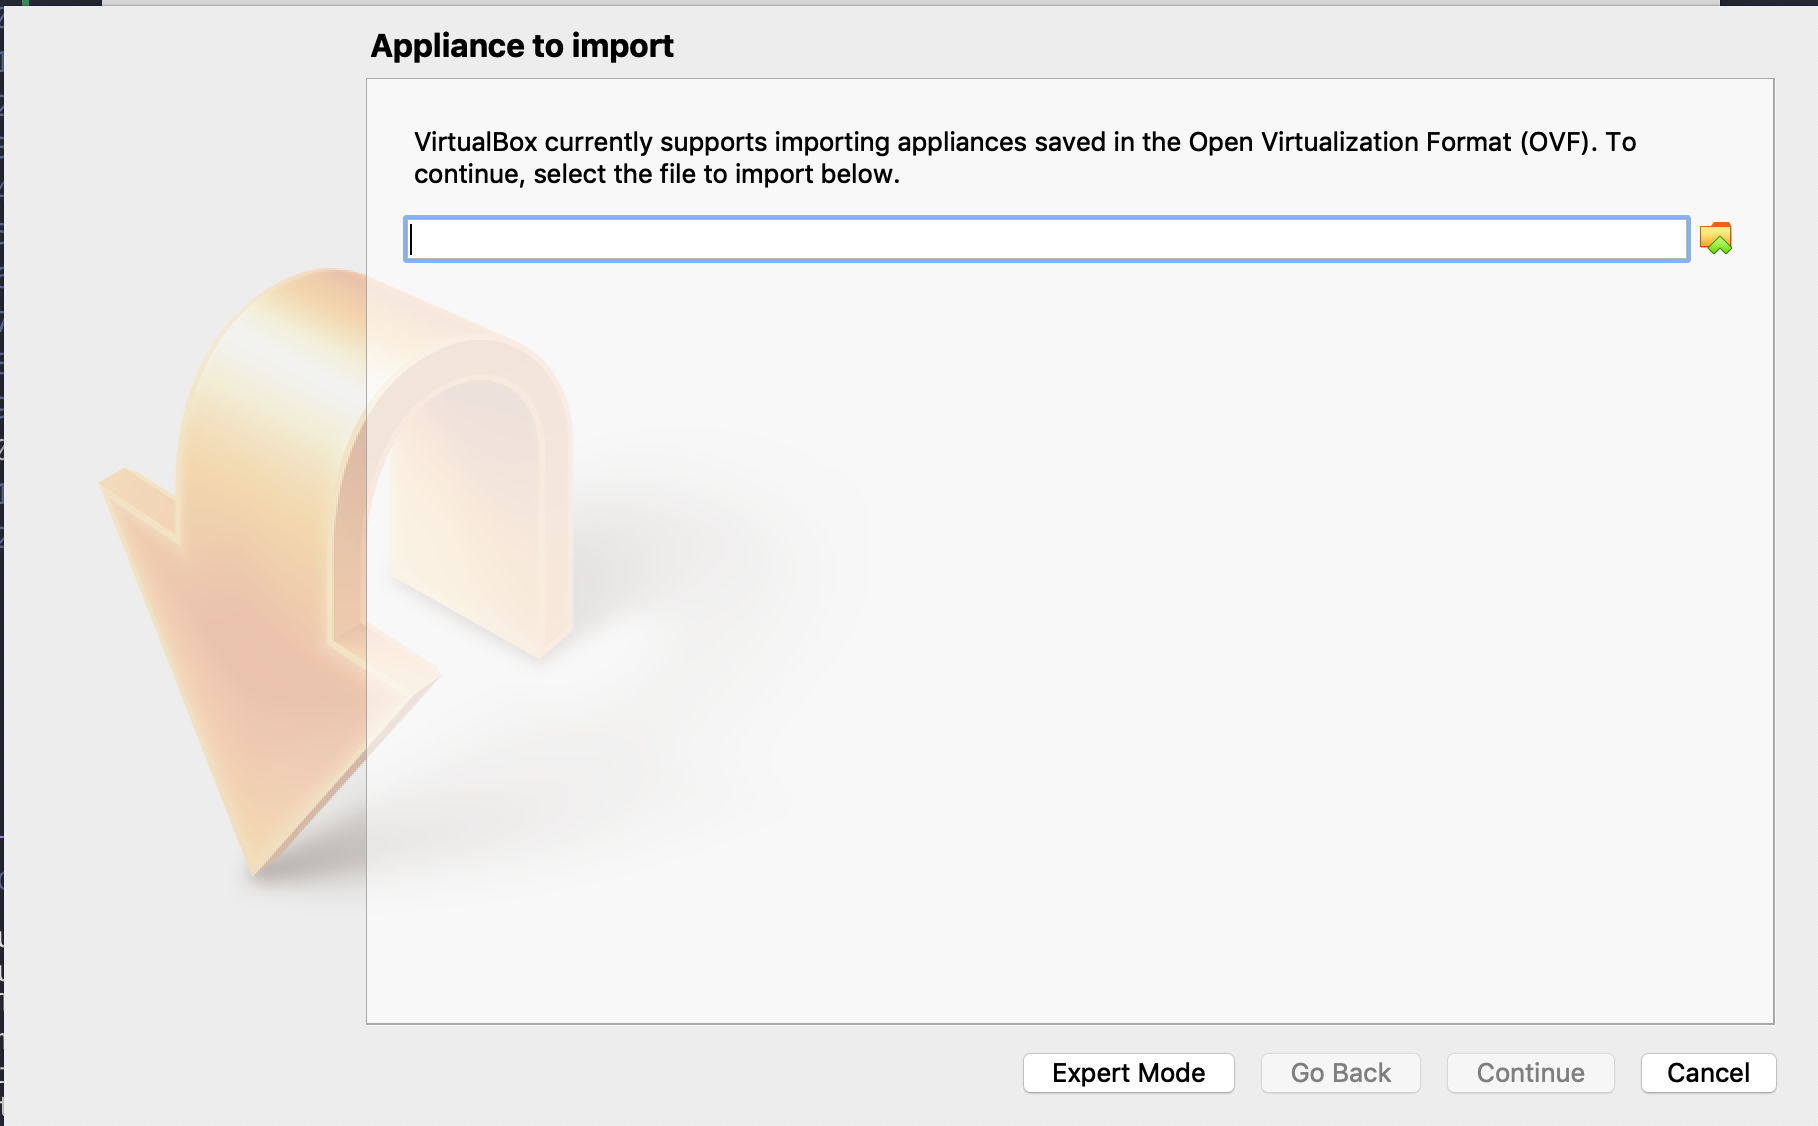 Appliance to import
VirtualBox currently supports importing appliances saved in the Open Virtualization Format (OVF). To
continue, select the file to import below.
Expert Mode
Go Back
Continue
Cancel